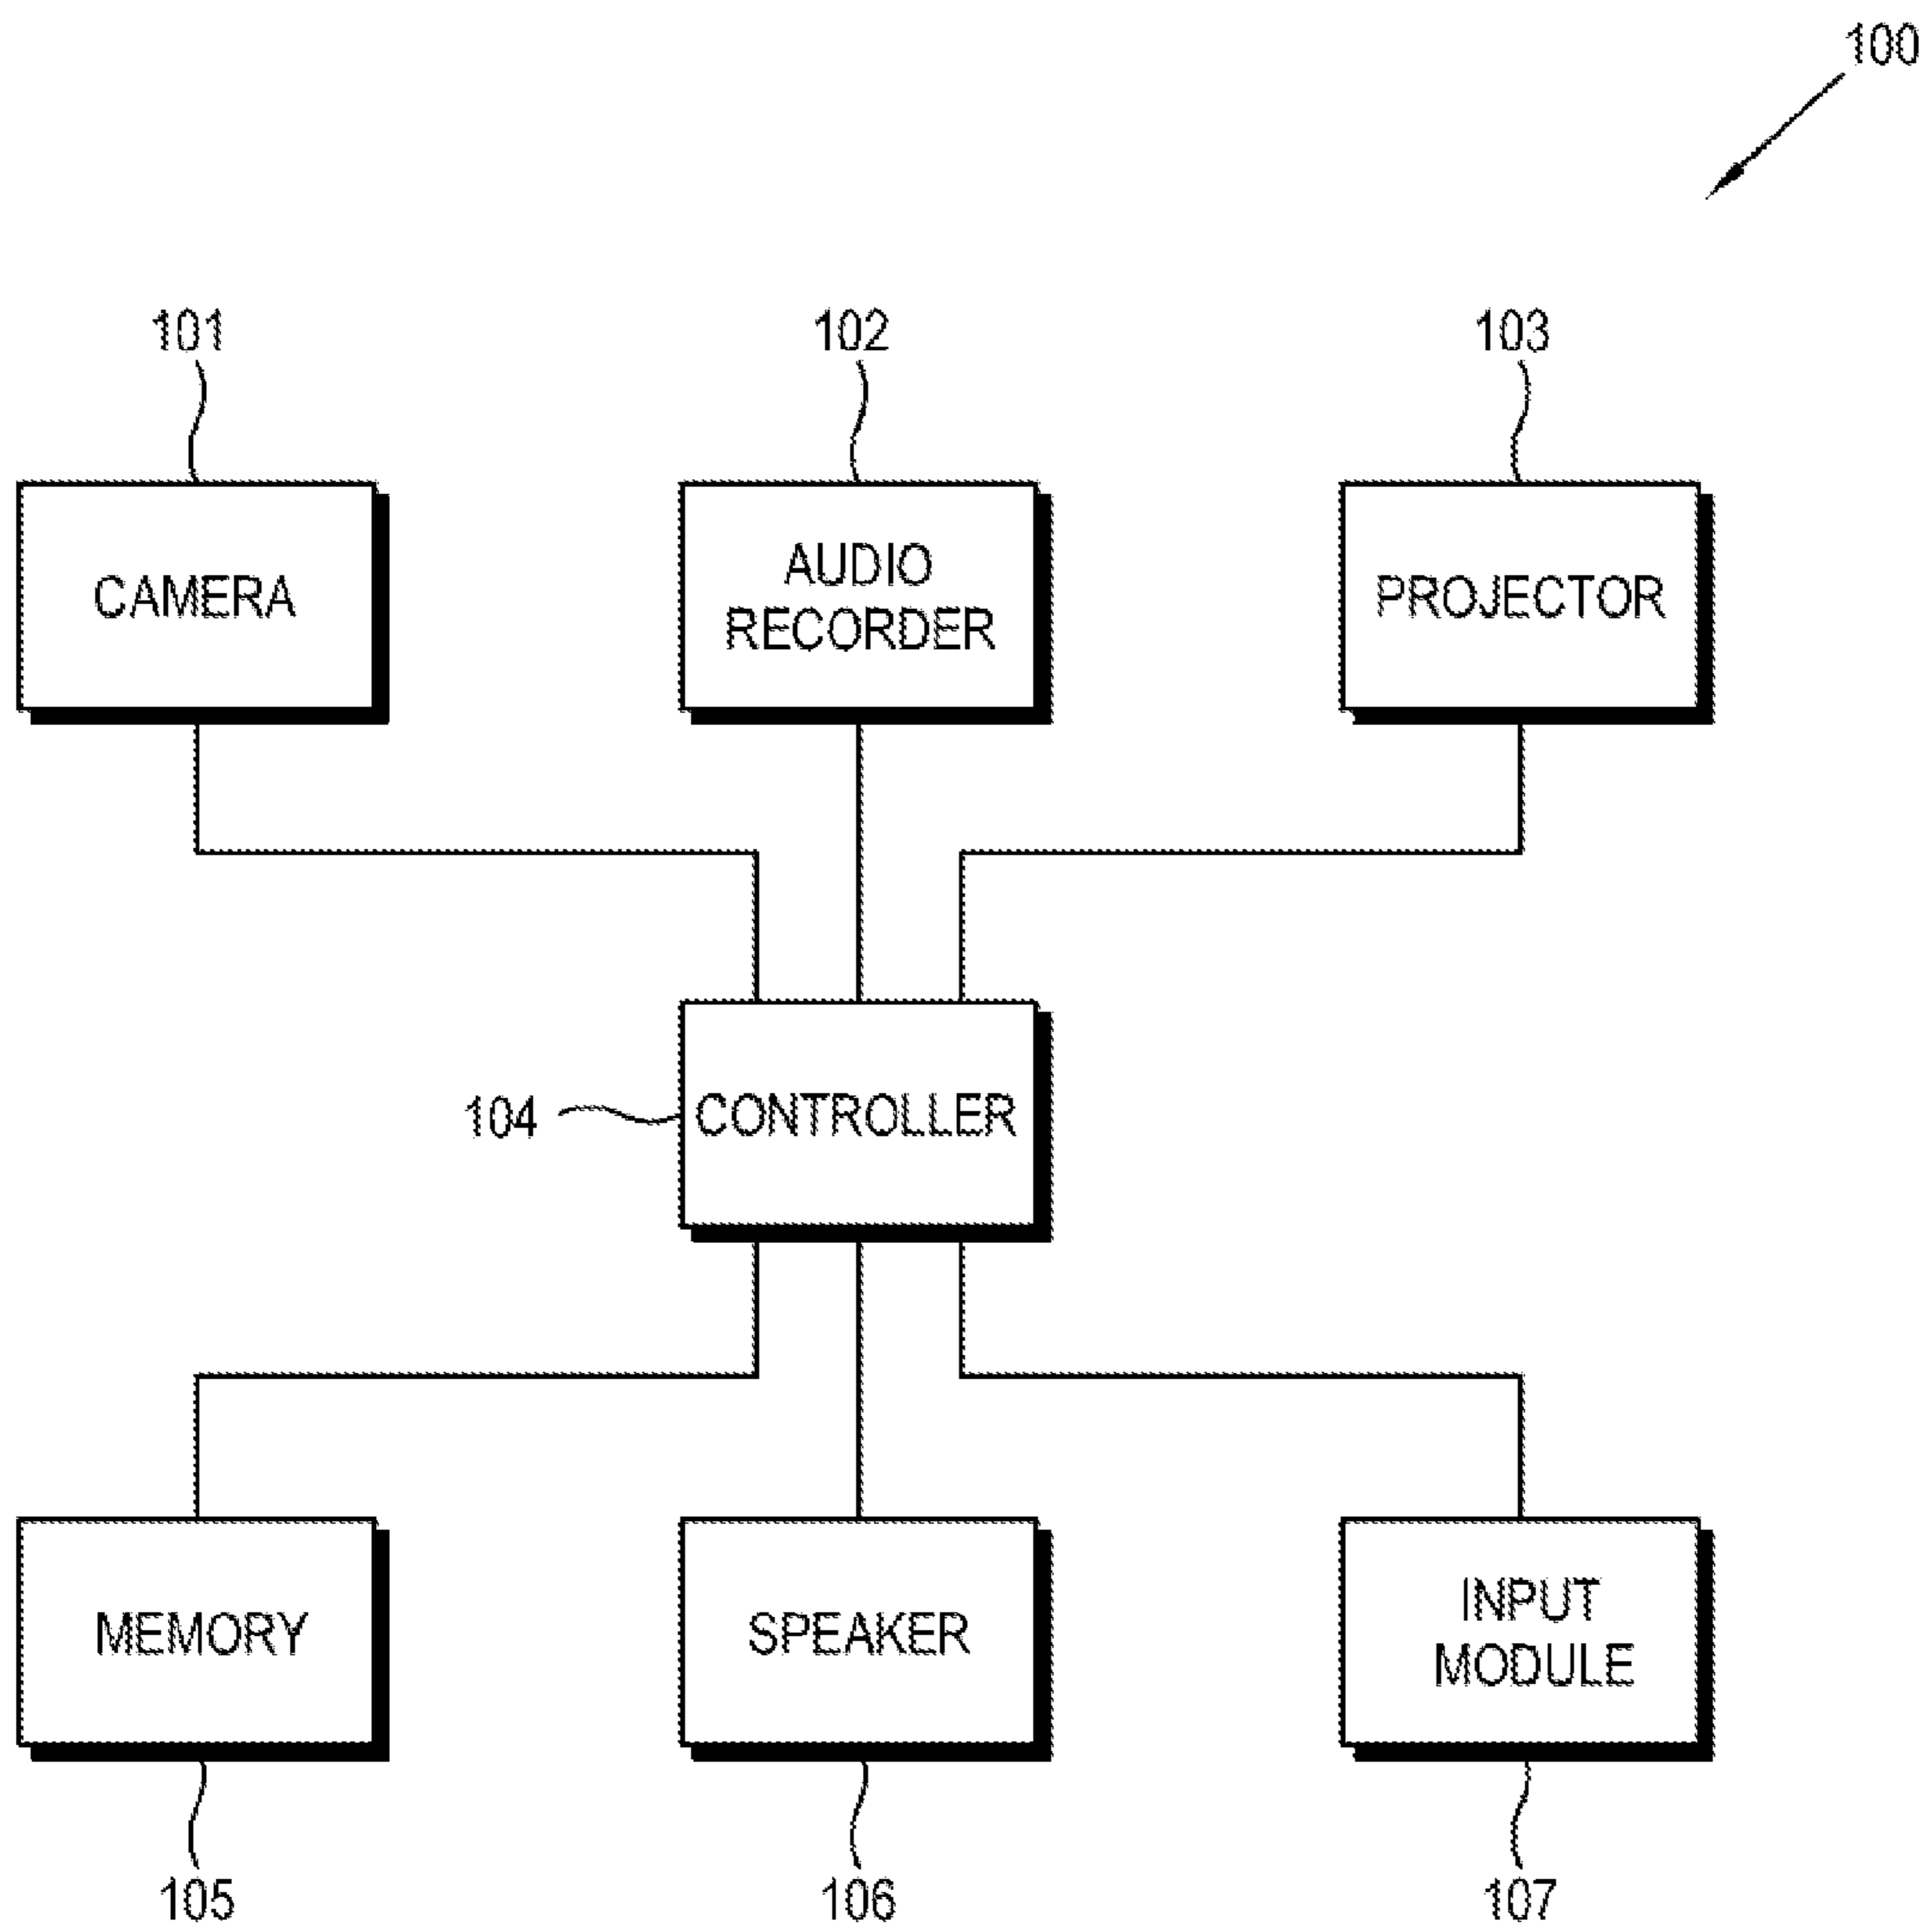 100
101
102
103
CAMERA
AUDIO
RECORDER
PROJECTOR
104
CONTROLLER
MEMORY
SPEAKER
INPUT
MODULE
105
106
107